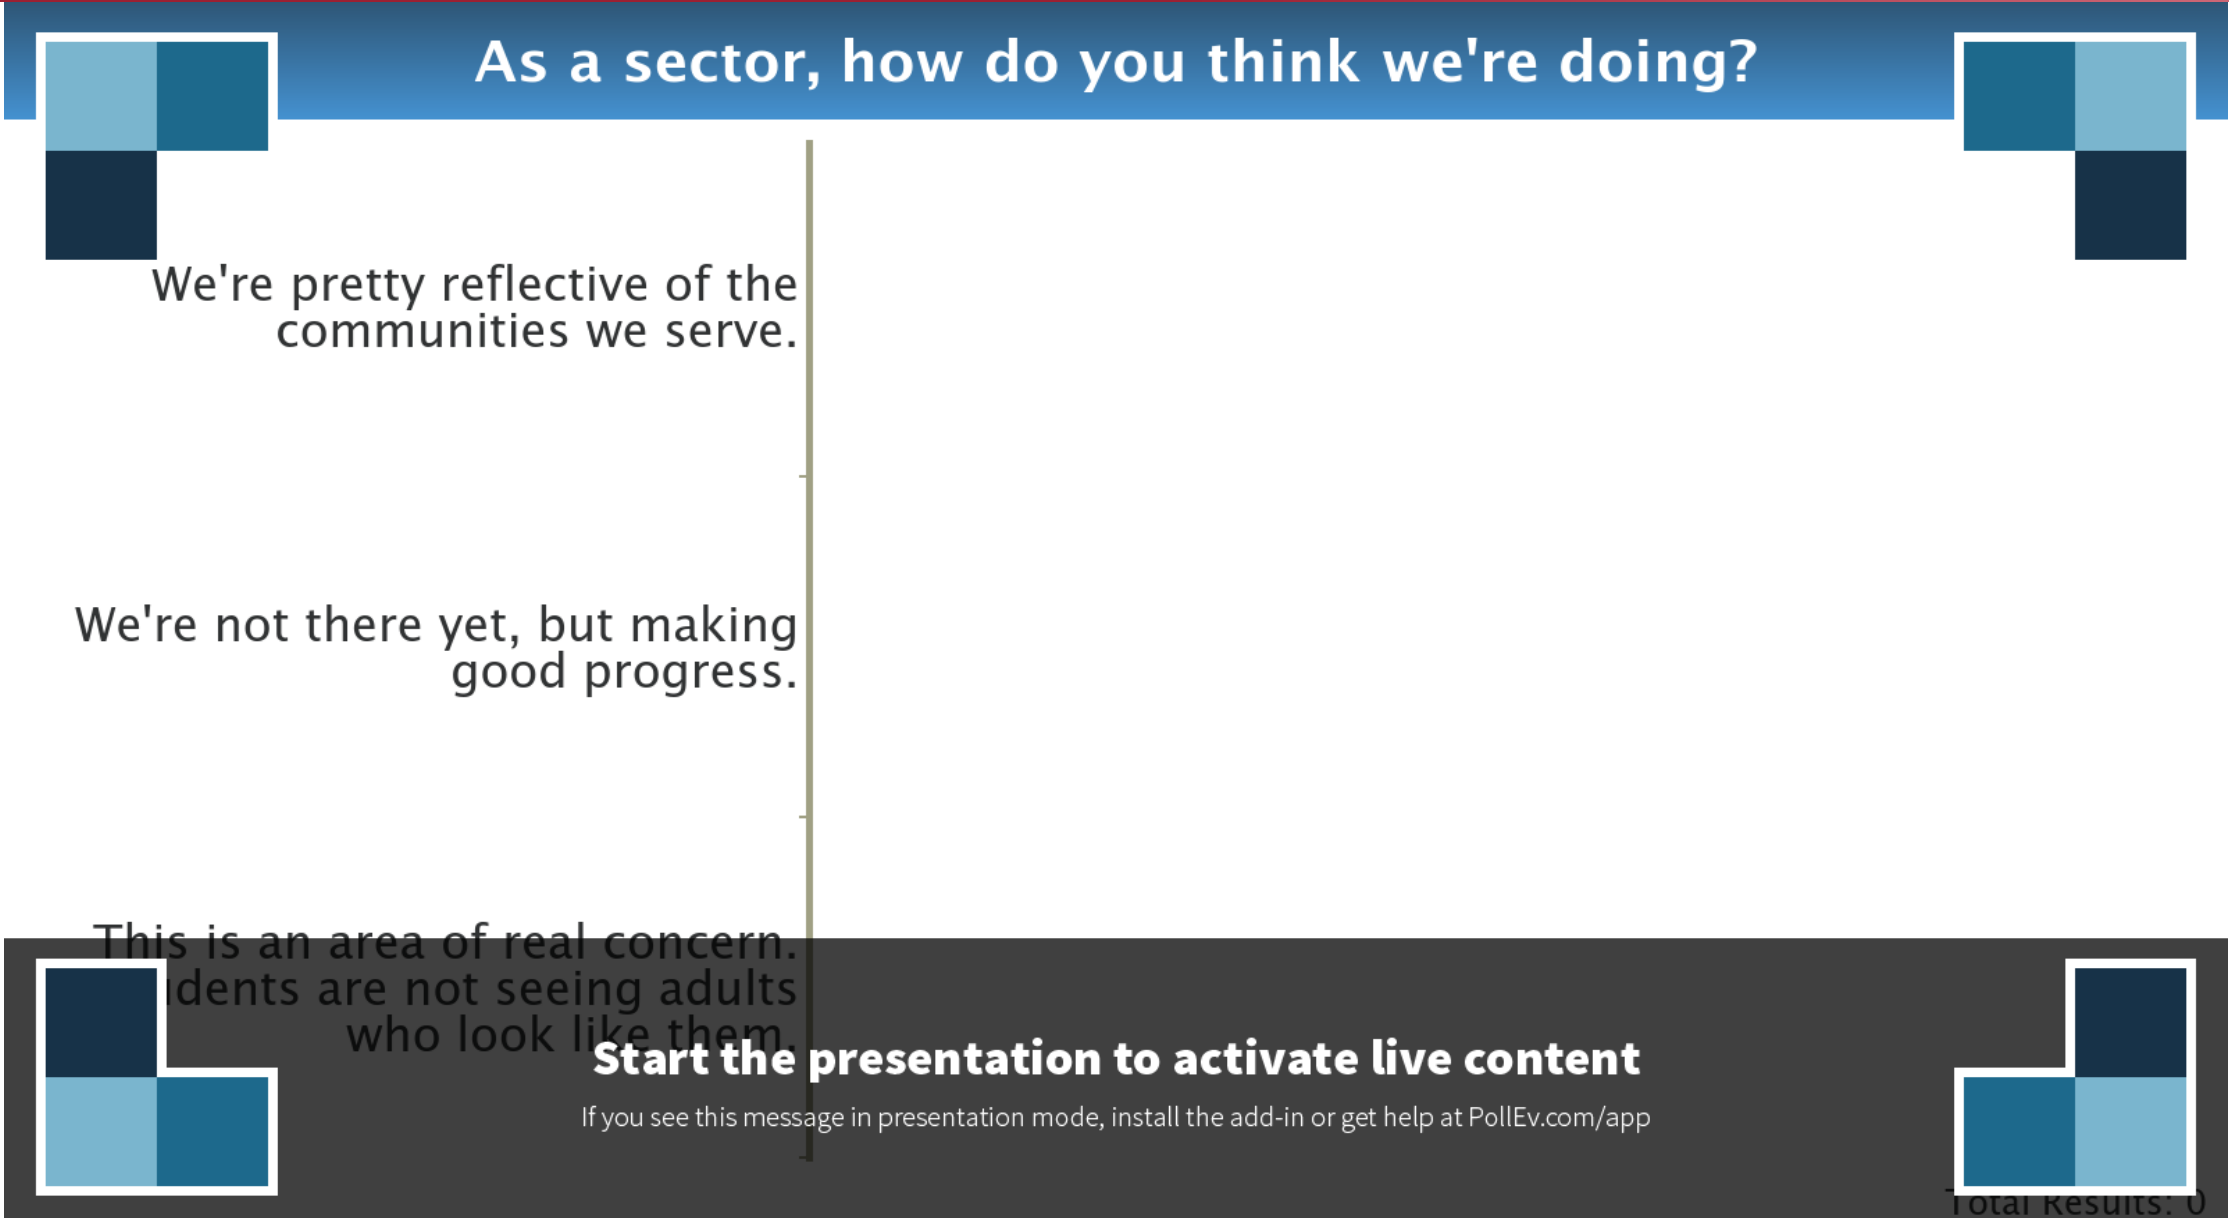 As a sector, how do you think we're doing?
We're pretty reflective of the
communities we serve.
We're not there yet, but making
good progress.
This is an area of real concern.
are not seeing adults
who look like them.
Start the presentation to activate live content
If you see this message in presentation mode, install the add-in or get help at PollEv.com/app
Total Results: 0